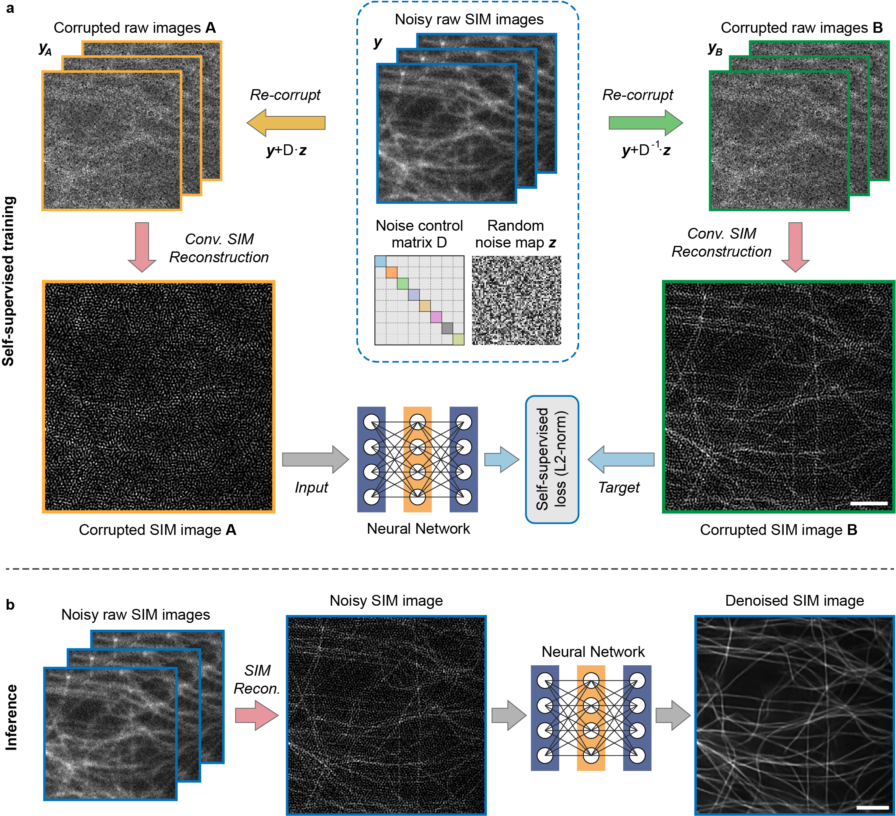 a
Corrupted raw images A
Noisy raw SIM images
Corrupted raw images B
yA
y
yB
Re-corrupt
y+D·z
Re-corrupt
y+D⁻¹·z
Noise control
matrix D
Random
noise map z
Conv. SIM
Reconstruction
Conv. SIM
Reconstruction
Self-supervised training
Input
Neural Network
Self-supervised
loss (L2-norm)
Target
Corrupted SIM image A
Corrupted SIM image B
b
Noisy raw SIM images
Noisy SIM image
Denoised SIM image
Neural Network
SIM
Recon.
Inference